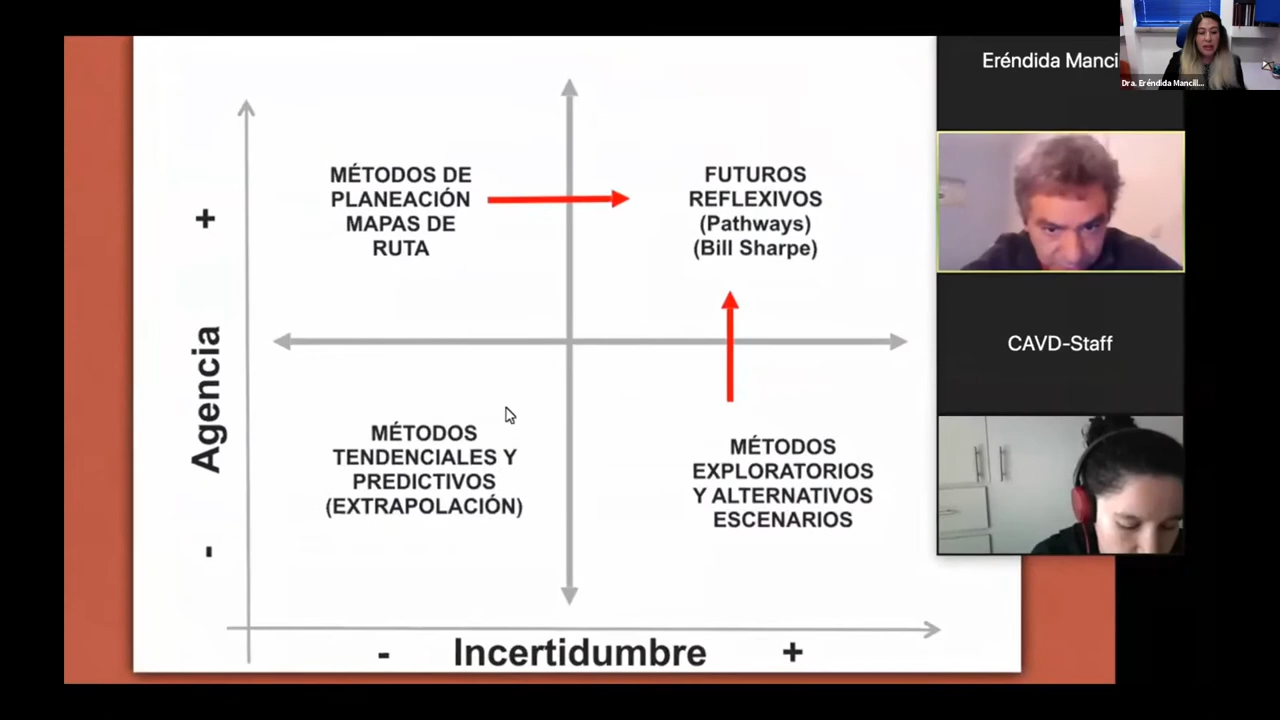 Eréndida Manci
Dra. Eréndida Mancill...
MÉTODOS DE
PLANEACIÓN
MAPAS DE
RUTA
FUTUROS
REFLEXIVOS
(Pathways)
(Bill Sharpe)
+
Agencia
-
CAVD-Staff
MÉTODOS
TENDENCIALES Y
PREDICTIVOS
(EXTRAPOLACIÓN)
MÉTODOS
EXPLORATORIOS
Y ALTERNATIVOS
ESCENARIOS
- Incertidumbre +